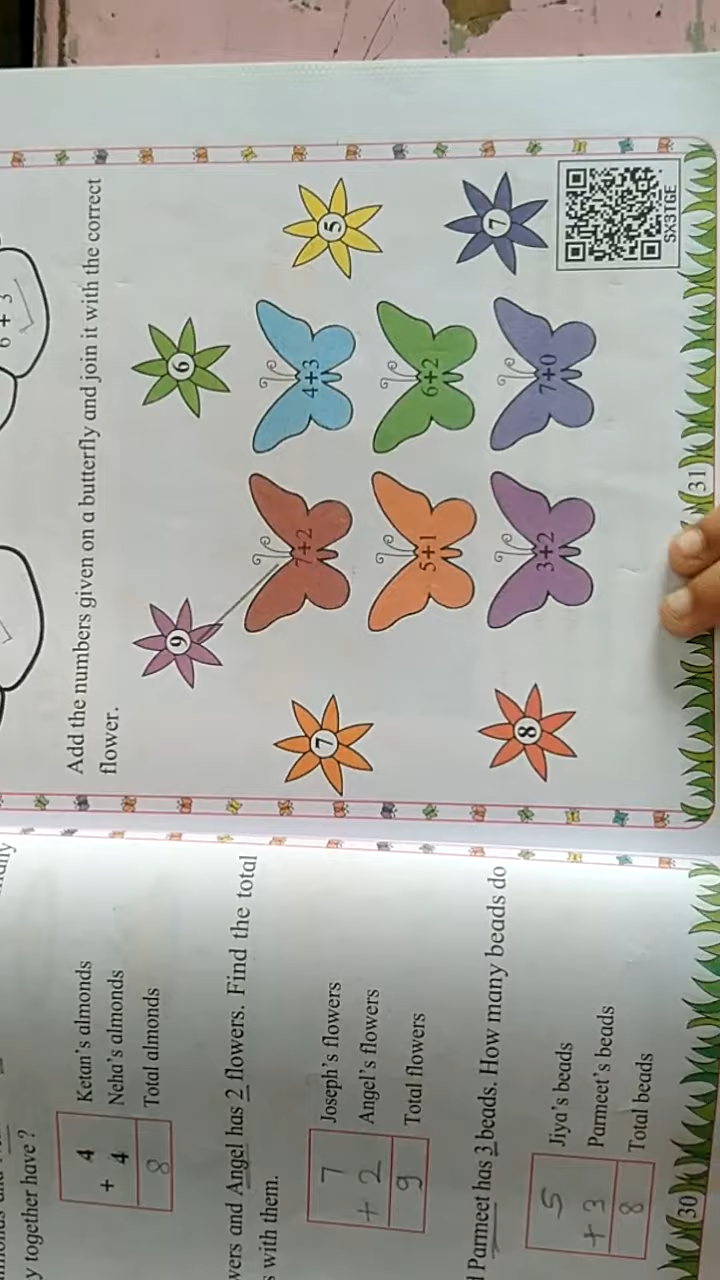 y together have ?
4 Ketan's almonds
+ 4 Neha's almonds
8 Total almonds
wers and Angel has 2 flowers. Find the total
s with them.
7 Joseph's flowers
+ 2 Angel's flowers
9 Total flowers
Parmeet has 3 beads. How many beads do
5 Jiya's beads
+ 3 Parmeet's beads
8 Total beads
30
6 + 3
Add the numbers given on a butterfly and join it with the correct
flower.
9 6
7 7+2 4+3 5
5+1 6+2
8 3+2 7+0 7
SX3TGE
31